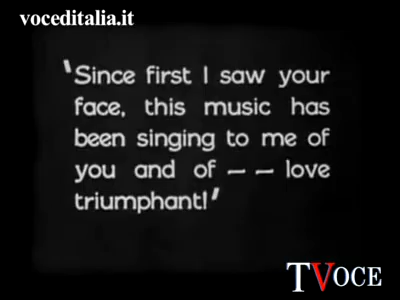 voceditalia.it
'Since first I saw your
face, this music has
been singing to me of
you and of — — love
triumphant!'
TVOCE